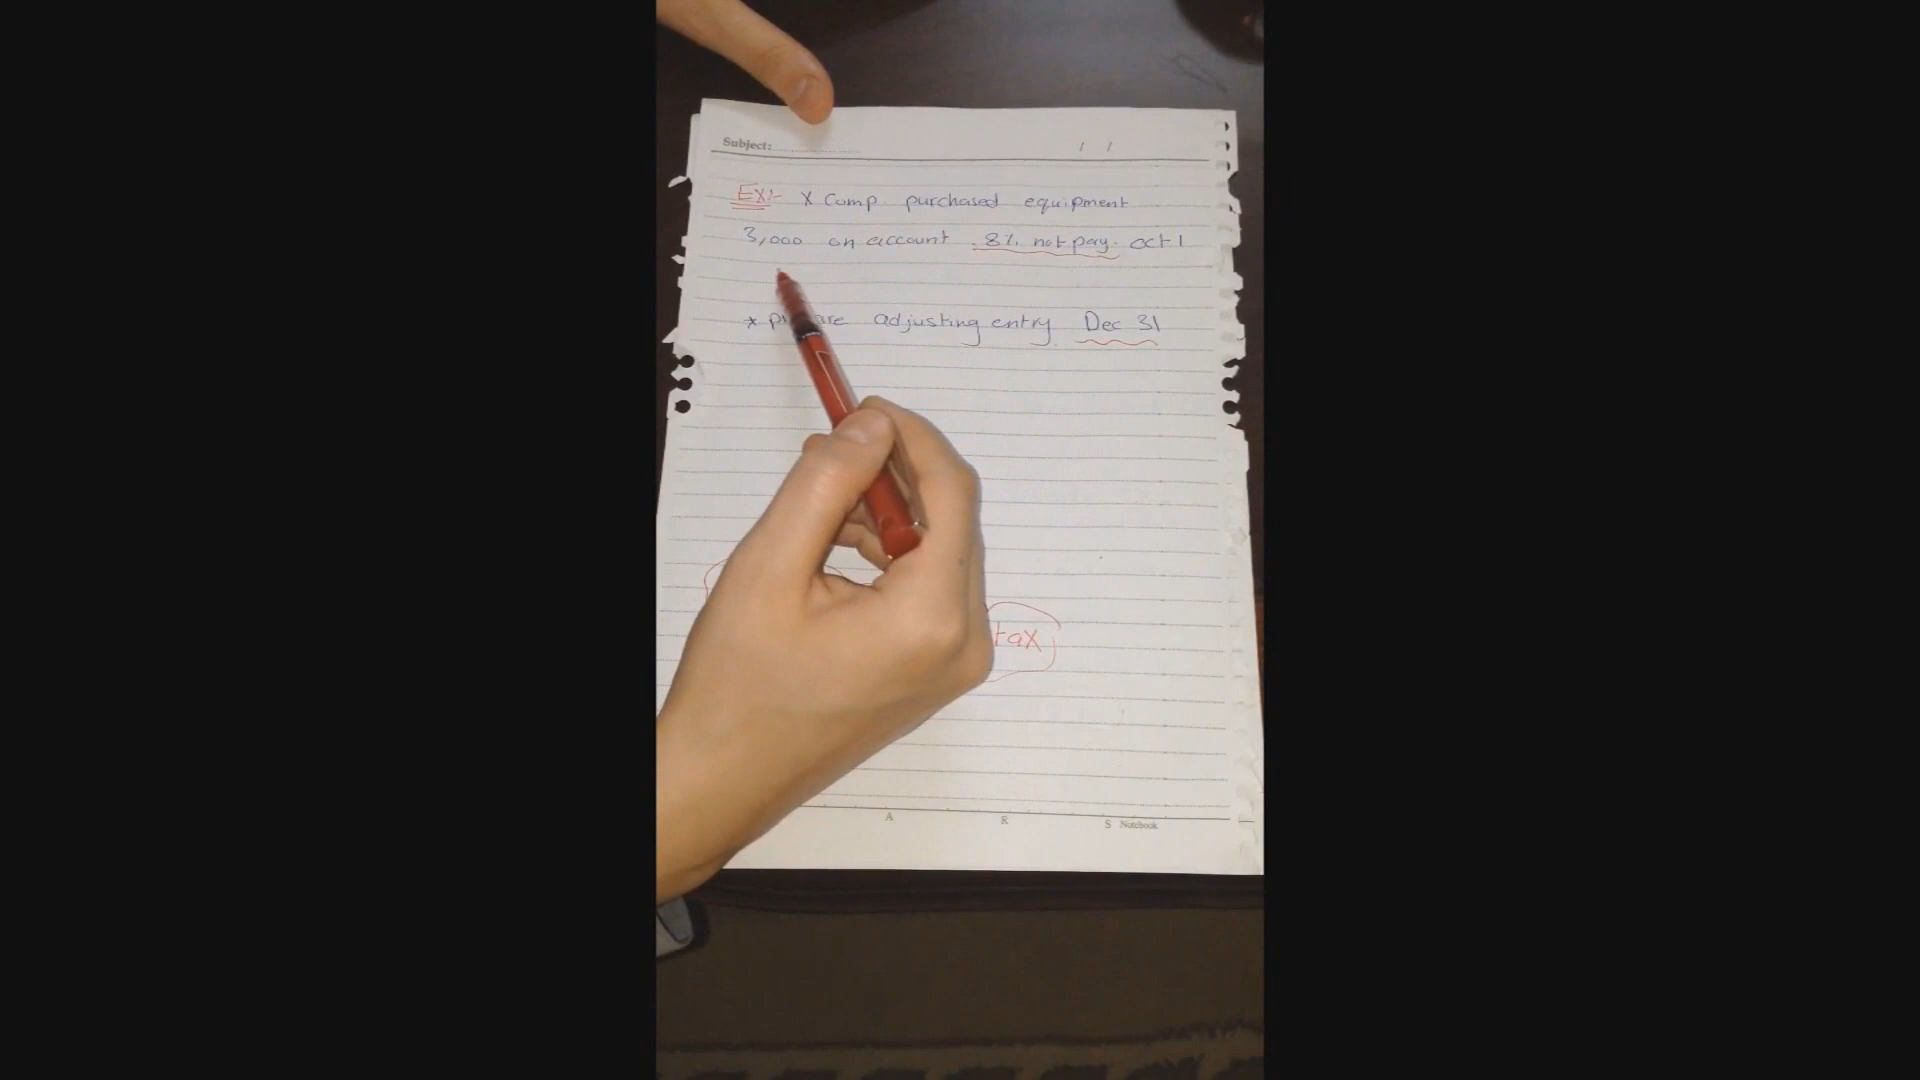 Subject:
/ /
Ex:- X Comp. purchased equipment
3,000 on account 8% not pay. oct 1
* adjusting entry Dec 31
tax
A R S Notebook